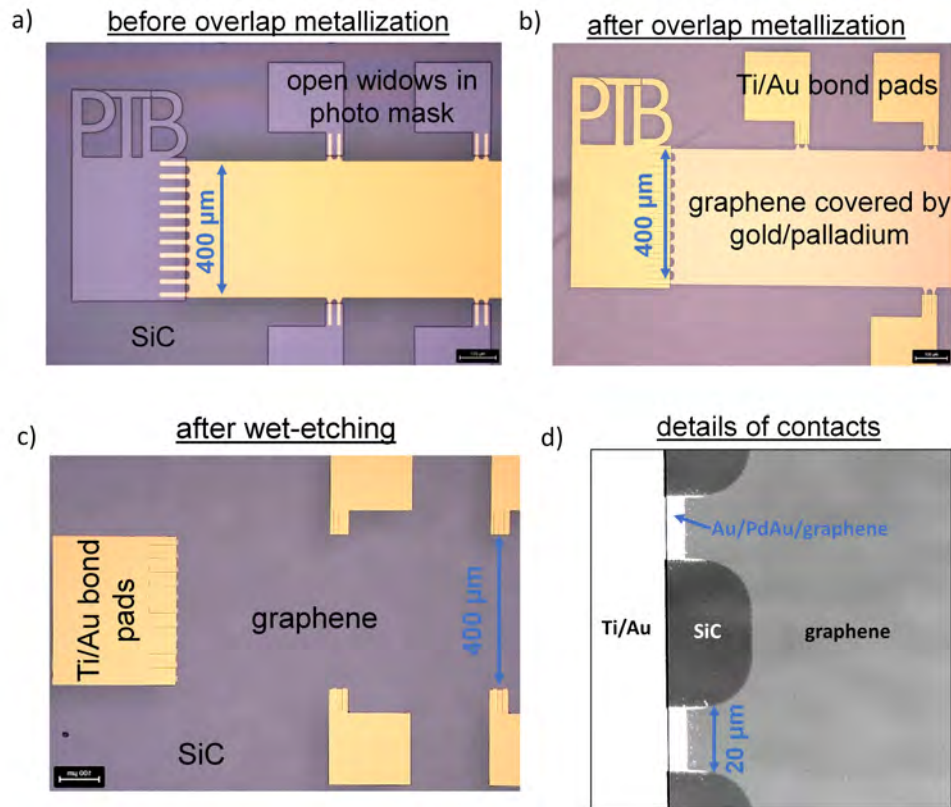 a)
before overlap metallization
open widows in
photo mask
PTB
400 µm
SiC
b)
after overlap metallization
Ti/Au bond pads
PTB
400 µm
graphene covered by
gold/palladium
c)
after wet-etching
Ti/Au bond
pads
graphene
400 µm
SiC
d)
details of contacts
Au/PdAu/graphene
Ti/Au
SiC
graphene
20 µm